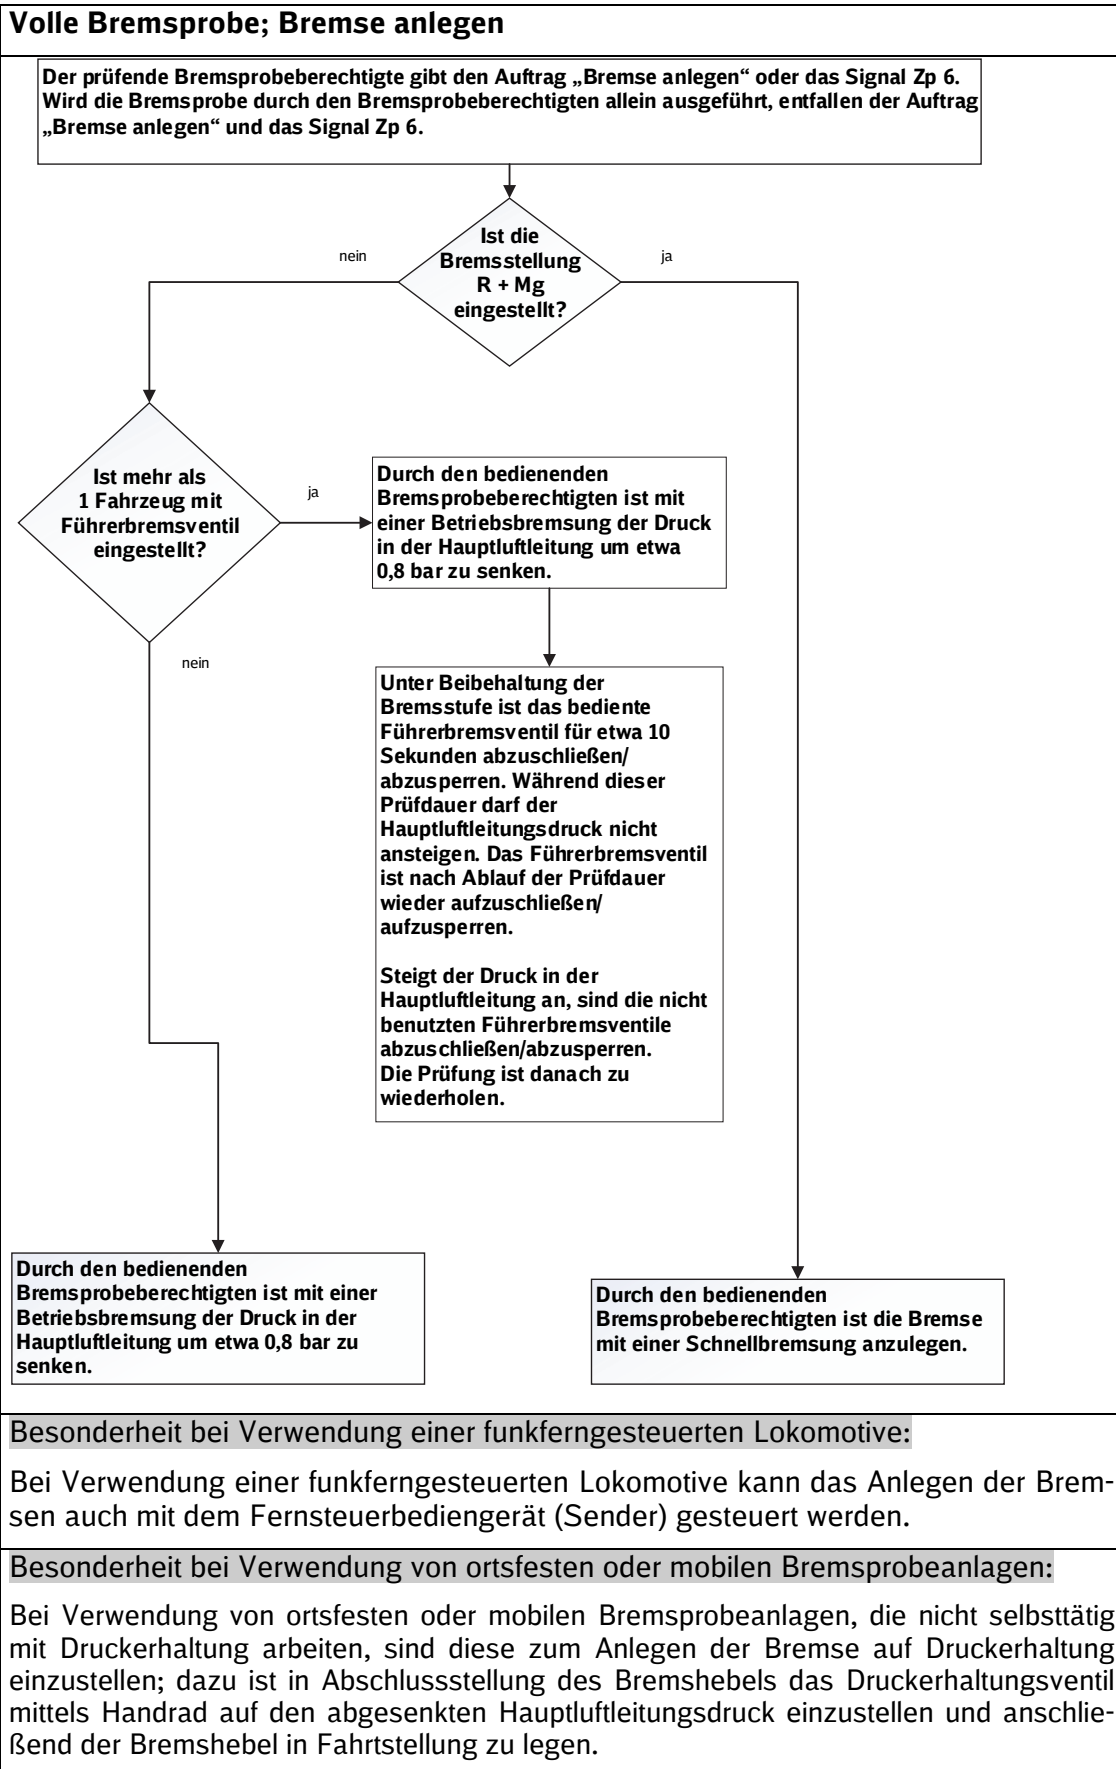 Volle Bremsprobe; Bremse anlegen
Der prüfende Bremsprobeberechtigte gibt den Auftrag „Bremse anlegen“ oder das Signal Zp 6.
Wird die Bremsprobe durch den Bremsprobeberechtigten allein ausgeführt, entfallen der Auftrag
„Bremse anlegen“ und das Signal Zp 6.
Ist die
Bremsstellung
R + Mg
eingestellt?
nein
ja
Ist mehr als
1 Fahrzeug mit
Führerbremsventil
eingestellt?
ja
nein
Durch den bedienenden
Bremsprobeberechtigten ist mit
einer Betriebsbremsung der Druck
in der Hauptluftleitung um etwa
0,8 bar zu senken.
Unter Beibehaltung der
Bremsstufe ist das bediente
Führerbremsventil für etwa 10
Sekunden abzuschließen/
abzusperren. Während dieser
Prüfdauer darf der
Hauptluftleitungsdruck nicht
ansteigen. Das Führerbremsventil
ist nach Ablauf der Prüfdauer
wieder aufzuschließen/
aufzusperren.
Steigt der Druck in der
Hauptluftleitung an, sind die nicht
benutzten Führerbremsventile
abzuschließen/abzusperren.
Die Prüfung ist danach zu
wiederholen.
Durch den bedienenden
Bremsprobeberechtigten ist mit einer
Betriebsbremsung der Druck in der
Hauptluftleitung um etwa 0,8 bar zu
senken.
Durch den bedienenden
Bremsprobeberechtigten ist die Bremse
mit einer Schnellbremsung anzulegen.
Besonderheit bei Verwendung einer funkferngesteuerten Lokomotive:
Bei Verwendung einer funkferngesteuerten Lokomotive kann das Anlegen der Brem-
sen auch mit dem Fernsteuerbediengerät (Sender) gesteuert werden.
Besonderheit bei Verwendung von ortsfesten oder mobilen Bremsprobeanlagen:
Bei Verwendung von ortsfesten oder mobilen Bremsprobeanlagen, die nicht selbsttätig
mit Druckerhaltung arbeiten, sind diese zum Anlegen der Bremse auf Druckerhaltung
einzustellen; dazu ist in Abschlussstellung des Bremshebels das Druckerhaltungsventil
mittels Handrad auf den abgesenkten Hauptluftleitungsdruck einzustellen und anschlie-
ßend der Bremshebel in Fahrtstellung zu legen.